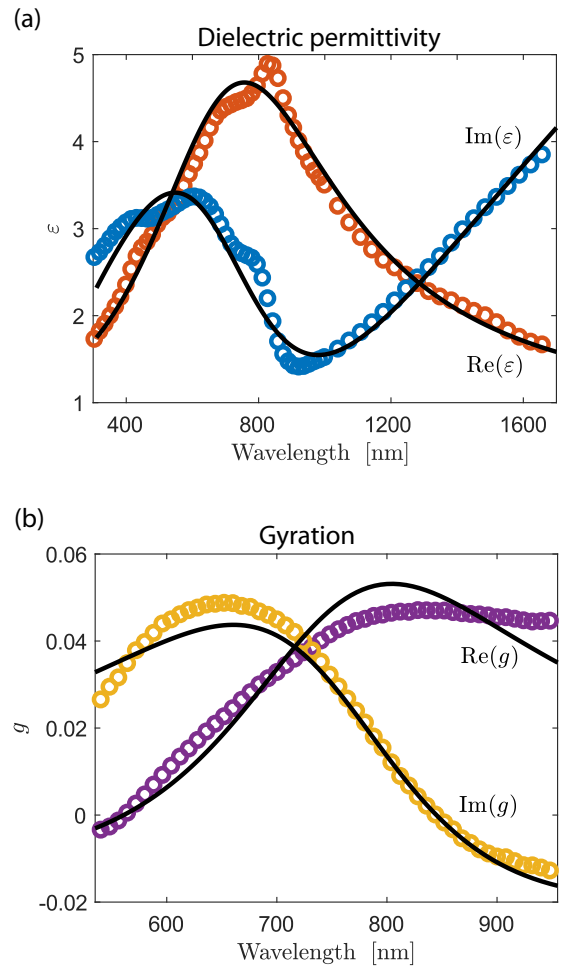 (a)
Dielectric permittivity
5
4
3
2
1
ε
Im(ε)
Re(ε)
400 800 1200 1600
Wavelength [nm]
(b)
Gyration
0.06
0.04
0.02
0
-0.02
g
Re(g)
Im(g)
600 700 800 900
Wavelength [nm]